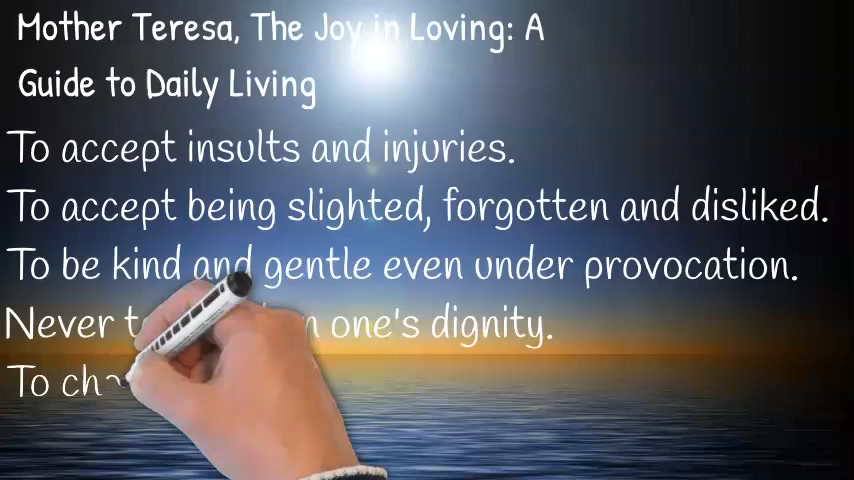 Mother Teresa, The Joy in Loving: A
Guide to Daily Living
To accept insults and injuries.
To accept being slighted, forgotten and disliked.
To be kind and gentle even under provocation.
Never one's dignity.
To